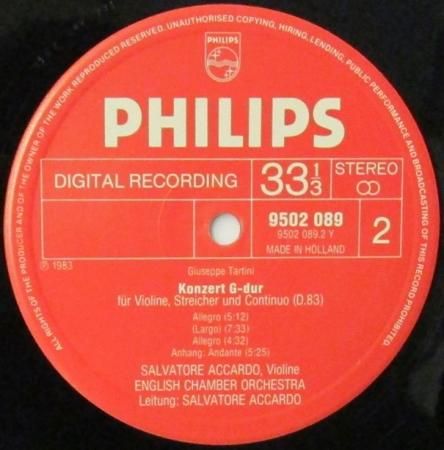 ALL RIGHTS OF THE PRODUCER AND OF THE OWNER OF THE WORK REPRODUCED RESERVED. UNAUTHORISED COPYING, HIRING, LENDING, PUBLIC PERFORMANCE AND BROADCASTING OF THIS RECORD PROHIBITED.
PHILIPS
PHILIPS
DIGITAL RECORDING
33 1/3
STEREO
9502 089
9502 089.2 Y
MADE IN HOLLAND
2
℗ 1983
Giuseppe Tartini
Konzert G-dur
für Violine, Streicher und Continuo (D.83)
Allegro (5:12)
(Largo) (7:33)
Allegro (4:32)
Anhang: Andante (5:25)
SALVATORE ACCARDO, Violine
ENGLISH CHAMBER ORCHESTRA
Leitung: SALVATORE ACCARDO